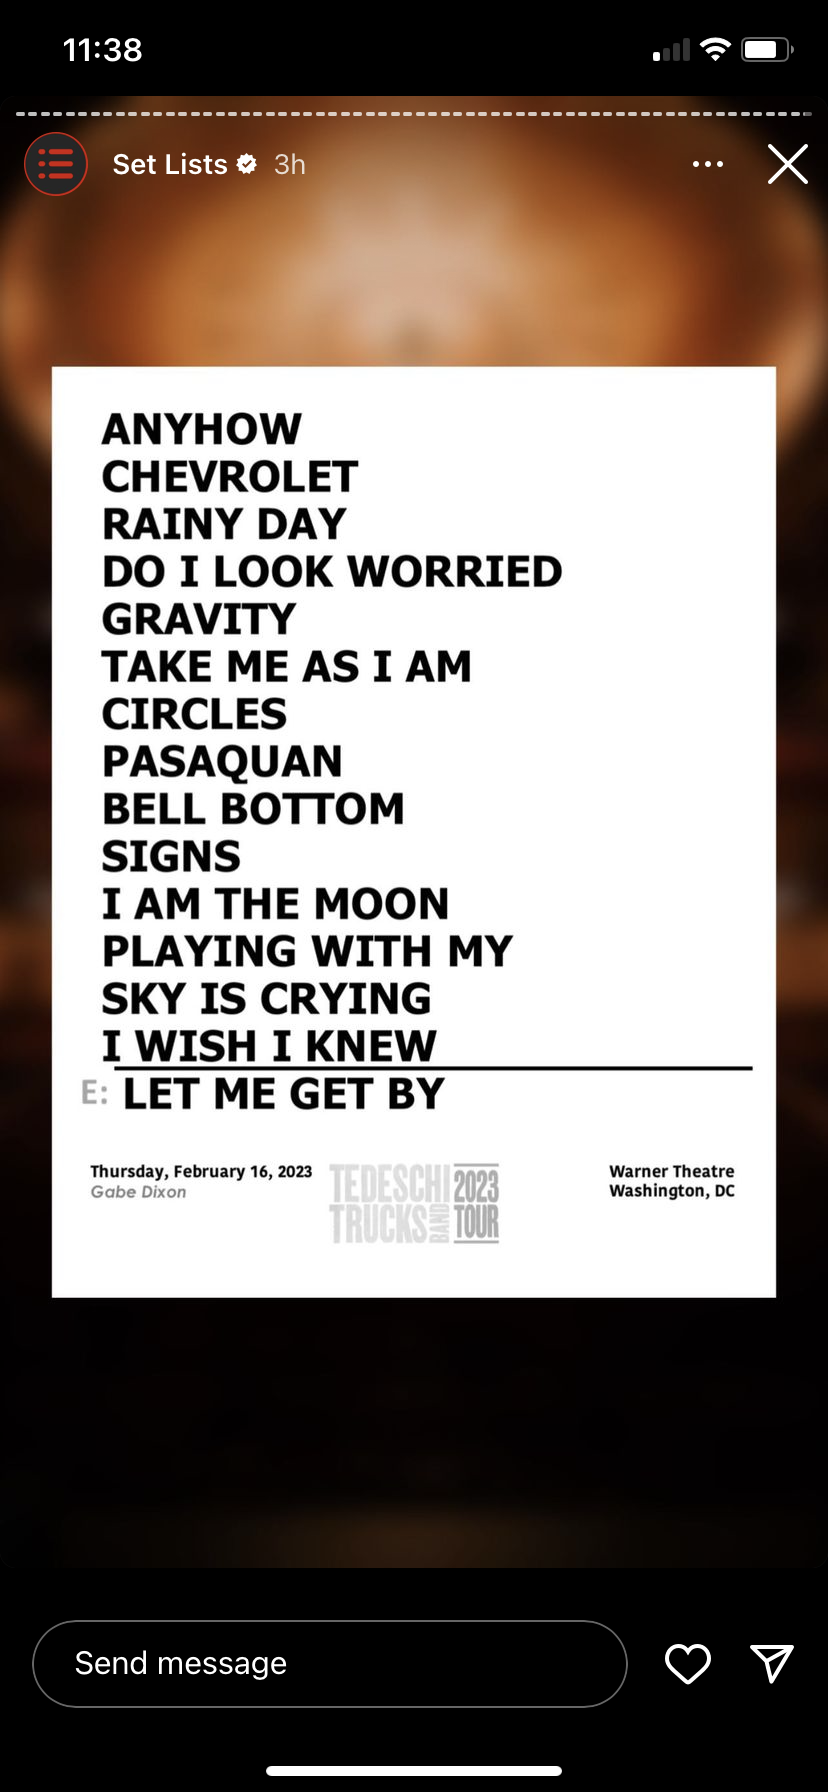 11:38
Set Lists 3h
ANYHOW
CHEVROLET
RAINY DAY
DO I LOOK WORRIED
GRAVITY
TAKE ME AS I AM
CIRCLES
PASAQUAN
BELL BOTTOM
SIGNS
I AM THE MOON
PLAYING WITH MY
SKY IS CRYING
I WISH I KNEW
E: LET ME GET BY
Thursday, February 16, 2023
Gabe Dixon
TEDESCHI
TRUCKS BAND
2023
TOUR
Warner Theatre
Washington, DC
Send message